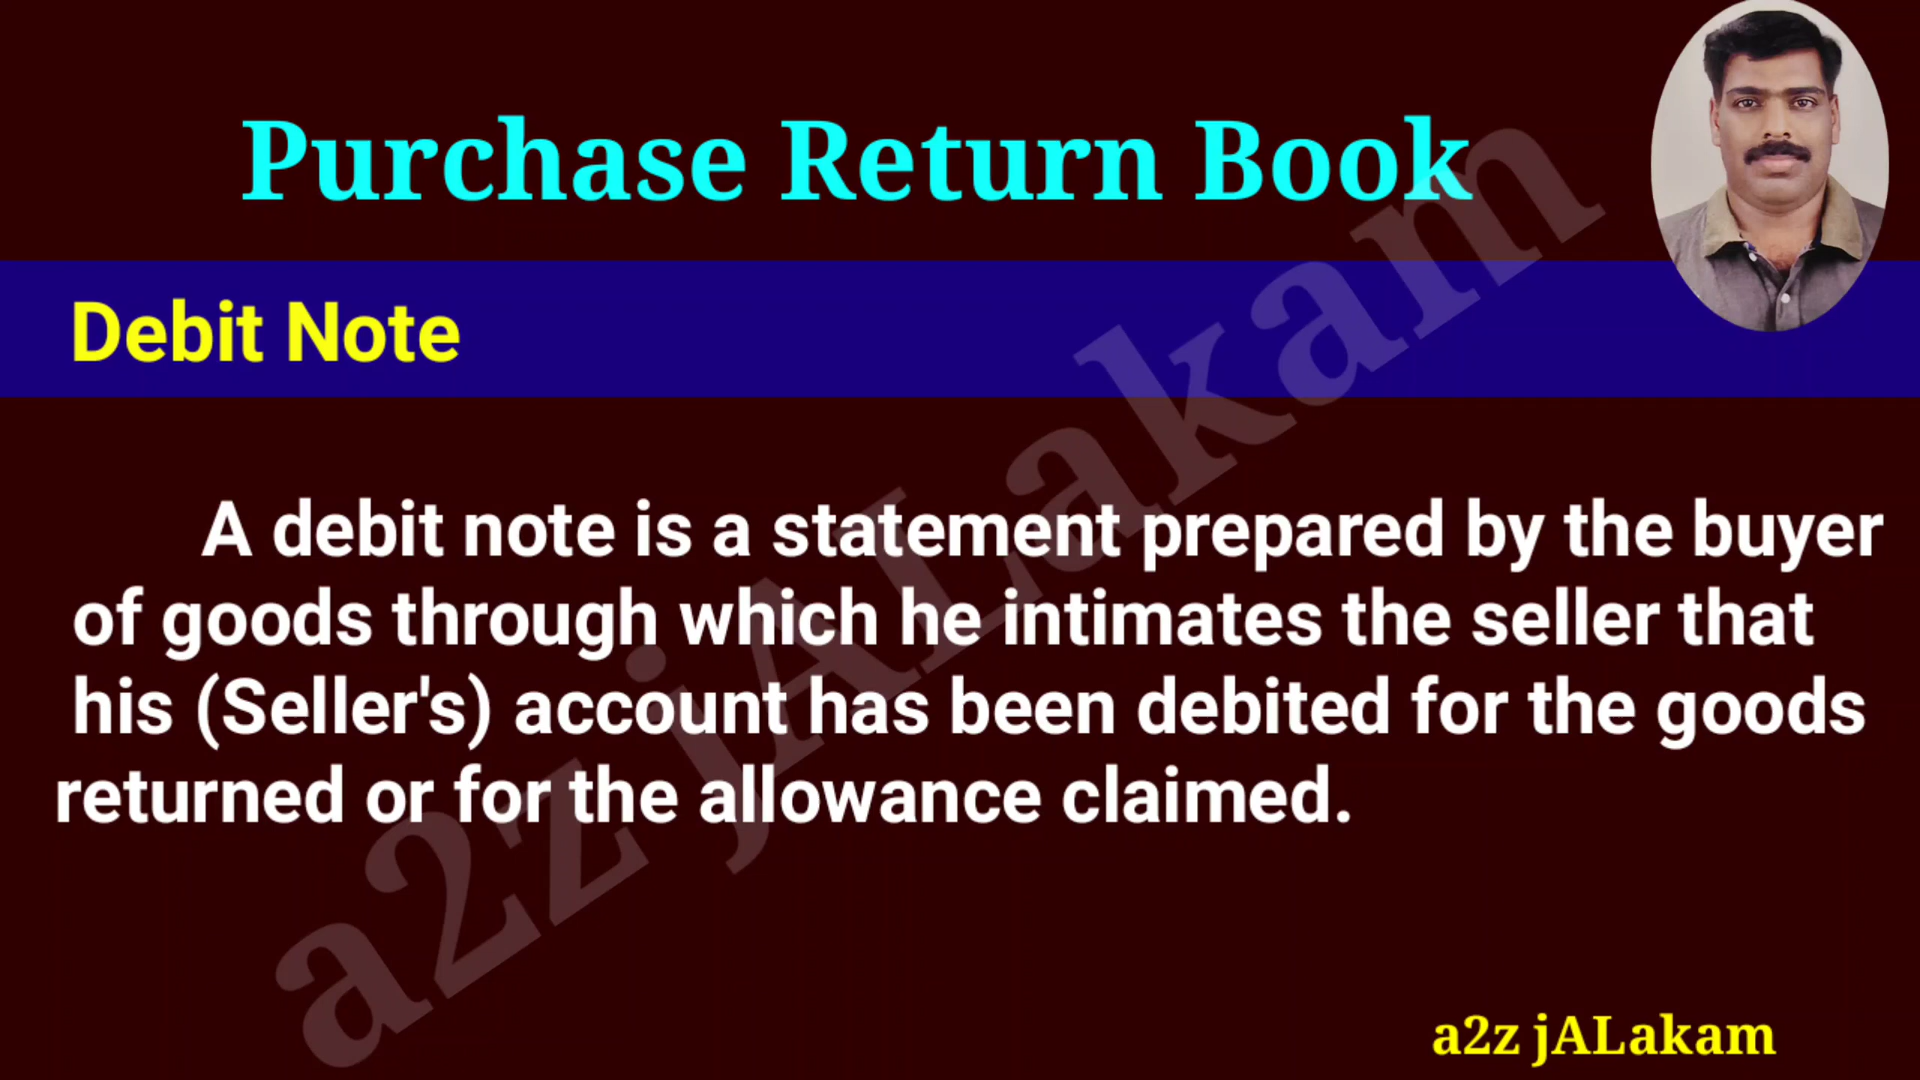 Purchase Return Book
Debit Note
A debit note is a statement prepared by the buyer
of goods through which he intimates the seller that
his (Seller's) account has been debited for the goods
returned or for the allowance claimed.
a2z jALakam
a2z jALakam